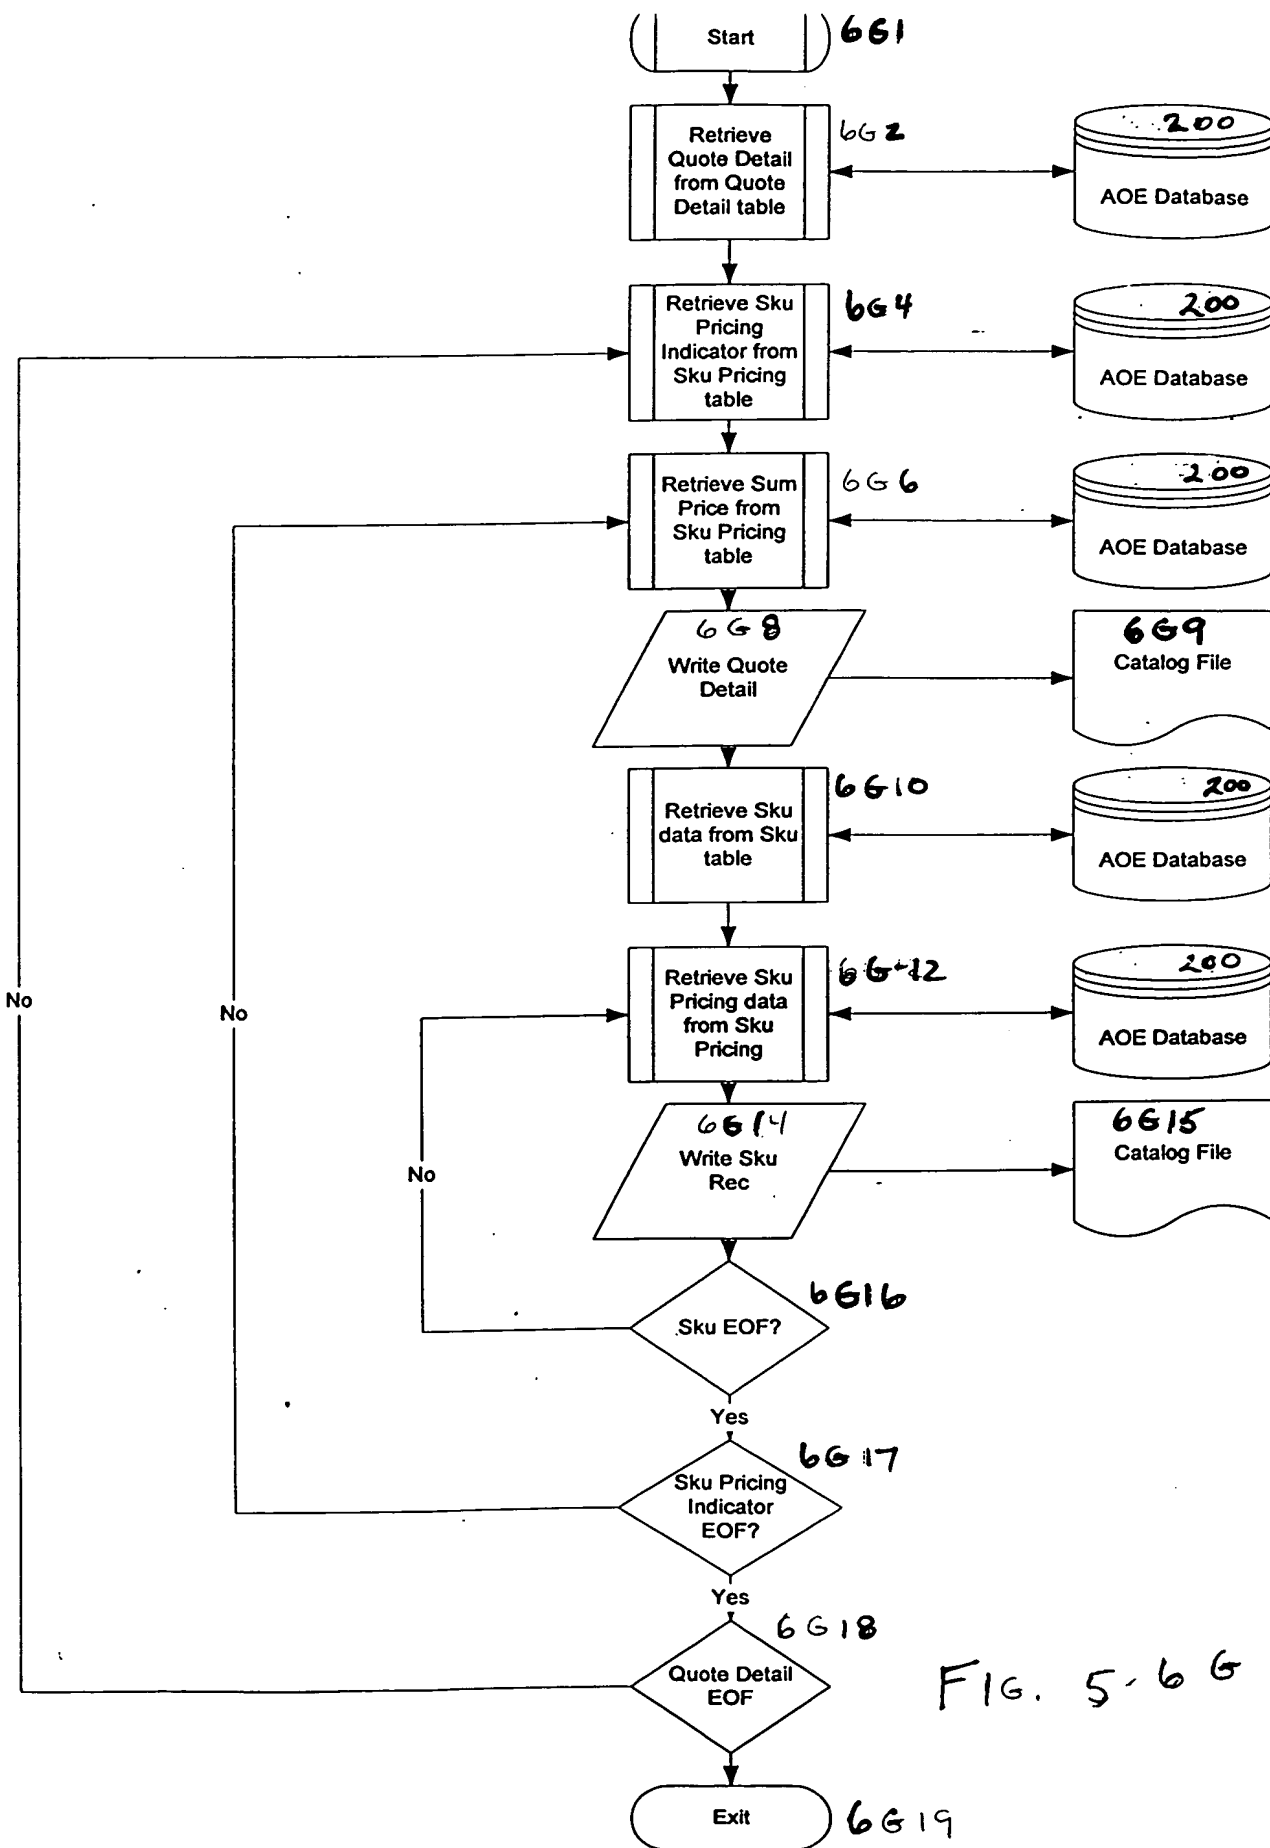 Start
6G1
Retrieve
Quote Detail
from Quote
Detail table
6G2
200
AOE Database
Retrieve Sku
Pricing
Indicator from
Sku Pricing
table
6G4
200
AOE Database
Retrieve Sum
Price from
Sku Pricing
table
6G6
200
AOE Database
6G8
Write Quote
Detail
6G9
Catalog File
Retrieve Sku
data from Sku
table
6G10
200
AOE Database
No
No
Retrieve Sku
Pricing data
from Sku
Pricing
6G-12
200
AOE Database
No
6G14
Write Sku
Rec
6G15
Catalog File
Sku EOF?
6G16
Yes
Sku Pricing
Indicator
EOF?
6G17
Yes
Quote Detail
EOF
6G18
FIG. 5-6G
Exit
6G19